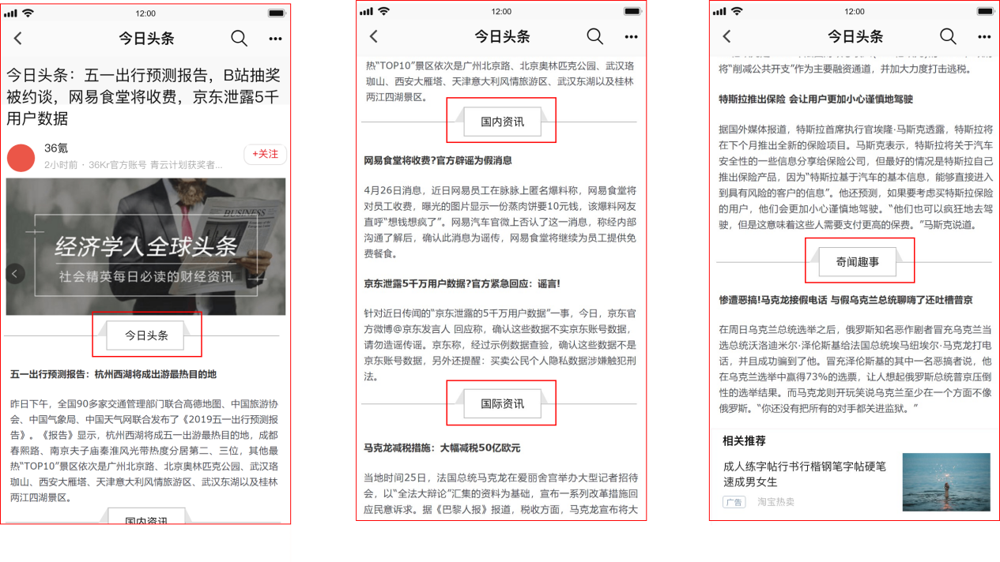 12:00
今日头条
今日头条：五一出行预测报告，B站抽奖
被约谈，网易食堂将收费，京东泄露5千
用户数据
36氪
2小时前 · 36Kr官方账号 青云计划获奖者...
+关注
BUSINESS
经济学人全球头条
社会精英每日必读的财经资讯
今日头条
五一出行预测报告：杭州西湖将成出游最热目的地
昨日下午，全国90多家交通管理部门联合高德地图、中国旅游协
会、中国气象局、中国天气网联合发布了《2019五一出行预测报
告》。《报告》显示，杭州西湖将成五一出游最热目的地，成都
春熙路、南京夫子庙秦淮风光带热度分居第二、三位，其他最
热“TOP10”景区依次是广州北京路、北京奥林匹克公园、武汉珞
珈山、西安大雁塔、天津意大利风情旅游区、武汉东湖以及桂林
两江四湖景区。
国内资讯
12:00
今日头条
热“TOP10”景区依次是广州北京路、北京奥林匹克公园、武汉珞
珈山、西安大雁塔、天津意大利风情旅游区、武汉东湖以及桂林
两江四湖景区。
国内资讯
网易食堂将收费?官方辟谣为假消息
4月26日消息，近日网易员工在脉脉上匿名爆料称，网易食堂将
对员工收费，曝光的图片显示一份蒸肉饼要10元钱，该爆料网友
直呼“想钱想疯了”。网易汽车官微上否认了这一消息，称经内部
沟通了解后，确认此消息为谣传，网易食堂将继续为员工提供免
费餐食。
京东泄露5千万用户数据?官方紧急回应：谣言!
针对近日传闻的“京东泄露的5千万用户数据”一事，今日，京东官
方微博@京东发言人 回应称，确认这些数据不实京东账号数据，
请勿造谣传谣。京东称，经过示例数据查验，确认这些数据不是
京东账号数据，另外还提醒：买卖公民个人隐私数据涉嫌触犯刑
法。
国际资讯
马克龙减税措施：大幅减税50亿欧元
当地时间25日，法国总统马克龙在爱丽舍宫举办大型记者招待
会，以“全法大辩论”汇集的资料为基础，宣布一系列改革措施回
应民意诉求。据《巴黎人报》报道，税收方面，马克龙宣布将大
12:00
今日头条
将“削减公共开支”作为主要融资通道，并加大力度打击逃税。
特斯拉推出保险 会让用户更加小心谨慎地驾驶
据国外媒体报道，特斯拉首席执行官埃隆·马斯克透露，特斯拉将
在下个月推出全新的保险项目。马斯克表示，特斯拉将关于汽车
安全性的一些信息分享给保险公司，但最好的情况是特斯拉自己
推出保险产品，因为“特斯拉基于汽车的基本信息，能够直接进入
到具有风险的客户的信息”。他还预测，如果要考虑买特斯拉保险
的用户，他们会更加小心谨慎地驾驶。“他们也可以疯狂地去驾
驶，但是这意味着这些人需要支付更高的保费。”马斯克说道。
奇闻趣事
惨遭恶搞!马克龙接假电话 与假乌克兰总统聊嗨了还吐槽普京
在周日乌克兰总统选举之后，俄罗斯知名恶作剧者冒充乌克兰当
选总统沃洛迪米尔·泽伦斯基给法国总统埃马纽埃尔·马克龙打电
话，并且成功骗到了他。冒充泽伦斯基的其中一名恶搞者说，他
在乌克兰选举中赢得73%的选票，让人想起俄罗斯总统普京压倒
性的选举结果。而马克龙则开玩笑说乌克兰至少在一个方面不像
俄罗斯。“你还没有把所有的对手都关进监狱。”
相关推荐
成人练字帖行书行楷钢笔字帖硬笔
速成男女生
广告 淘宝热卖